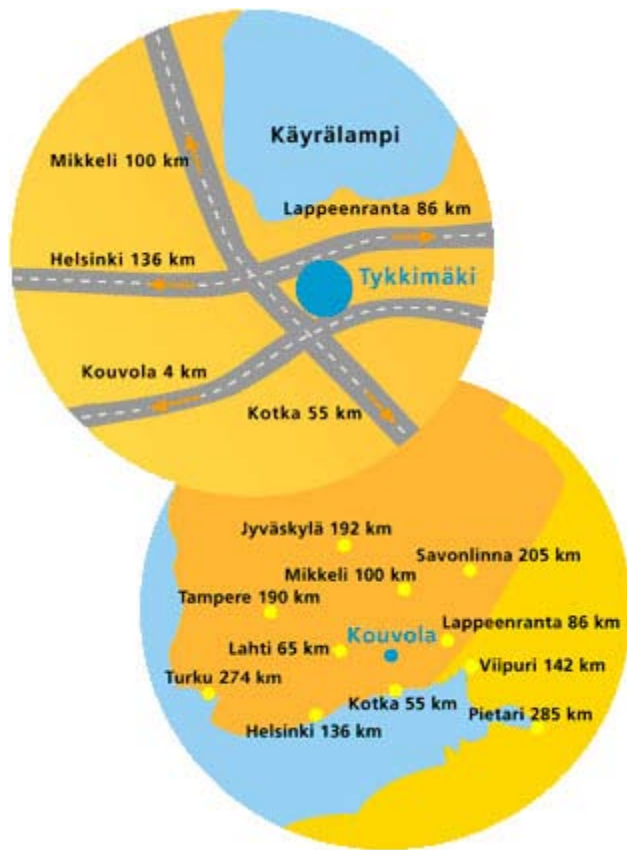 Käyrälampi
Mikkeli 100 km
Lappeenranta 86 km
Helsinki 136 km
Tykkimäki
Kouvola 4 km
Kotka 55 km
Jyväskylä 192 km
Savonlinna 205 km
Mikkeli 100 km
Tampere 190 km
Lappeenranta 86 km
Kouvola
Lahti 65 km
Viipuri 142 km
Turku 274 km
Kotka 55 km
Pietari 285 km
Helsinki 136 km